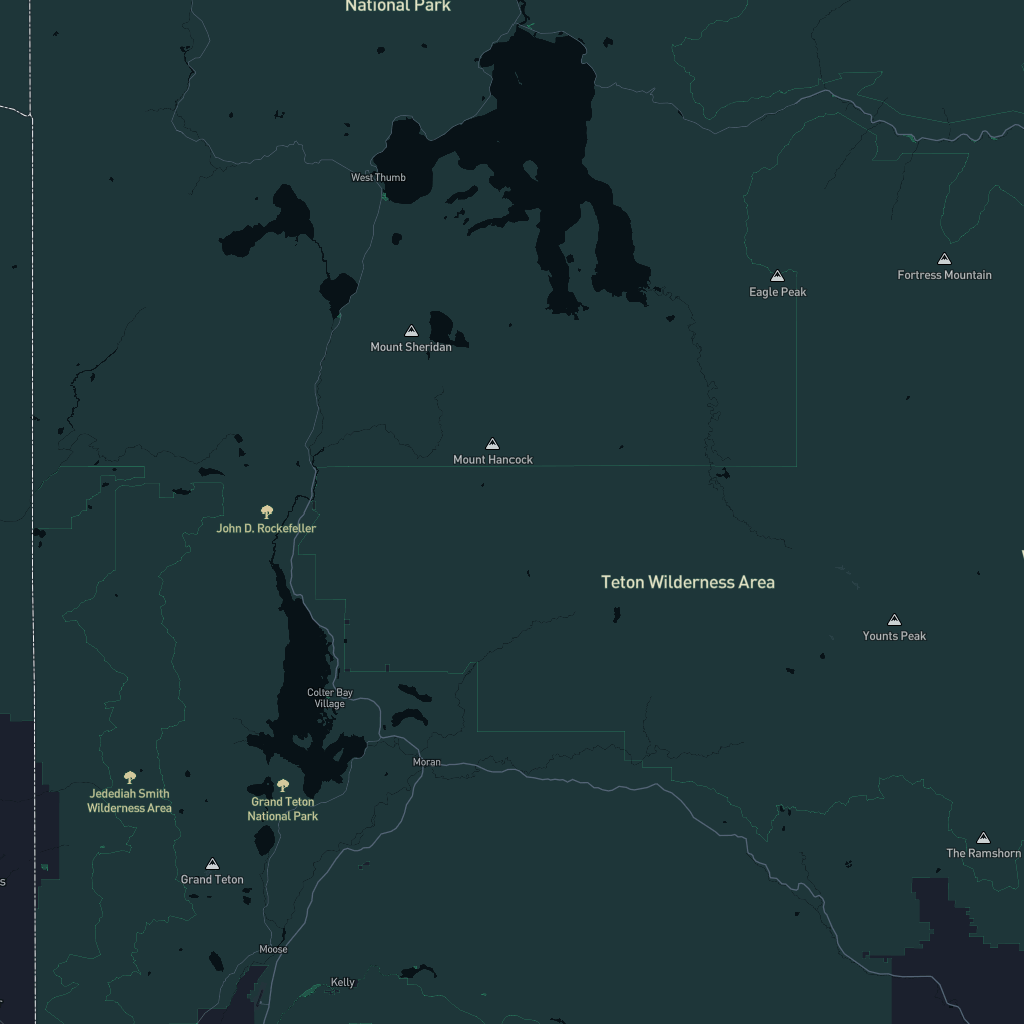 National Park
West Thumb
Fortress Mountain
Eagle Peak
Mount Sheridan
Mount Hancock
John D. Rockefeller
Teton Wilderness Area
Younts Peak
Colter Bay
Village
Moran
Jedediah Smith
Wilderness Area
Grand Teton
National Park
The Ramshorn
Grand Teton
Moose
Kelly